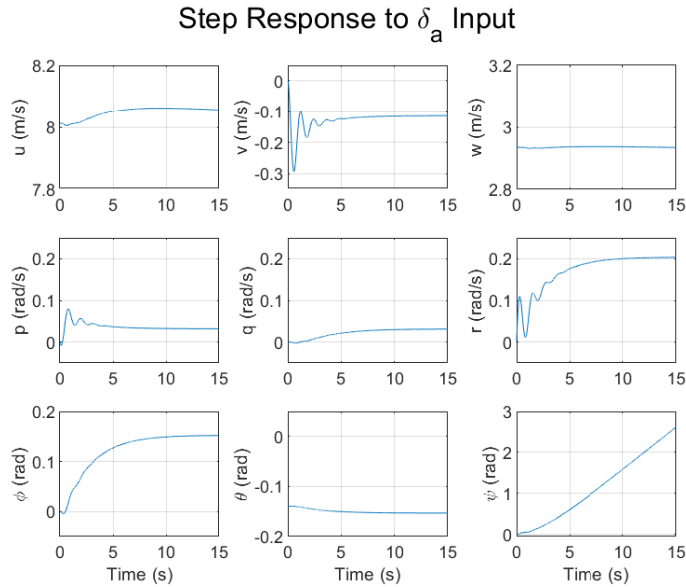 Step Response to δa Input
8.2
8
7.8
u (m/s)
0 5 10 15
0
-0.1
-0.2
-0.3
v (m/s)
0 5 10 15
3.2
3
2.8
w (m/s)
0 5 10 15
0.2
0.1
0
p (rad/s)
0 5 10 15
0.2
0.1
0
q (rad/s)
0 5 10 15
0.2
0.1
0
r (rad/s)
0 5 10 15
0.2
0.1
0
ϕ (rad)
0 5 10 15
Time (s)
0
-0.1
-0.2
θ (rad)
0 5 10 15
Time (s)
3
2
1
0
ψ (rad)
0 5 10 15
Time (s)